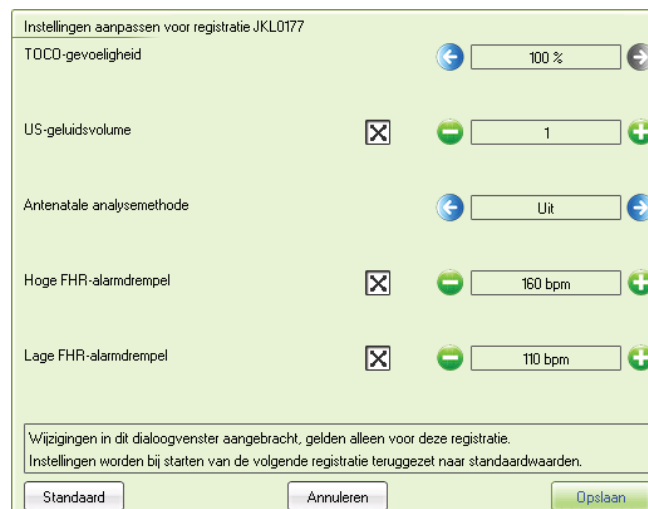 Instellingen aanpassen voor registratie JKL0177
TOCO-gevoeligheid 100 %
US-geluidsvolume 1
Antenatale analysemethode Uit
Hoge FHR-alarmdrempel 160 bpm
Lage FHR-alarmdrempel 110 bpm
Wijzigingen in dit dialoogvenster aangebracht, gelden alleen voor deze registratie.
Instellingen worden bij starten van de volgende registratie teruggezet naar standaardwaarden.
Standaard Annuleren Opslaan